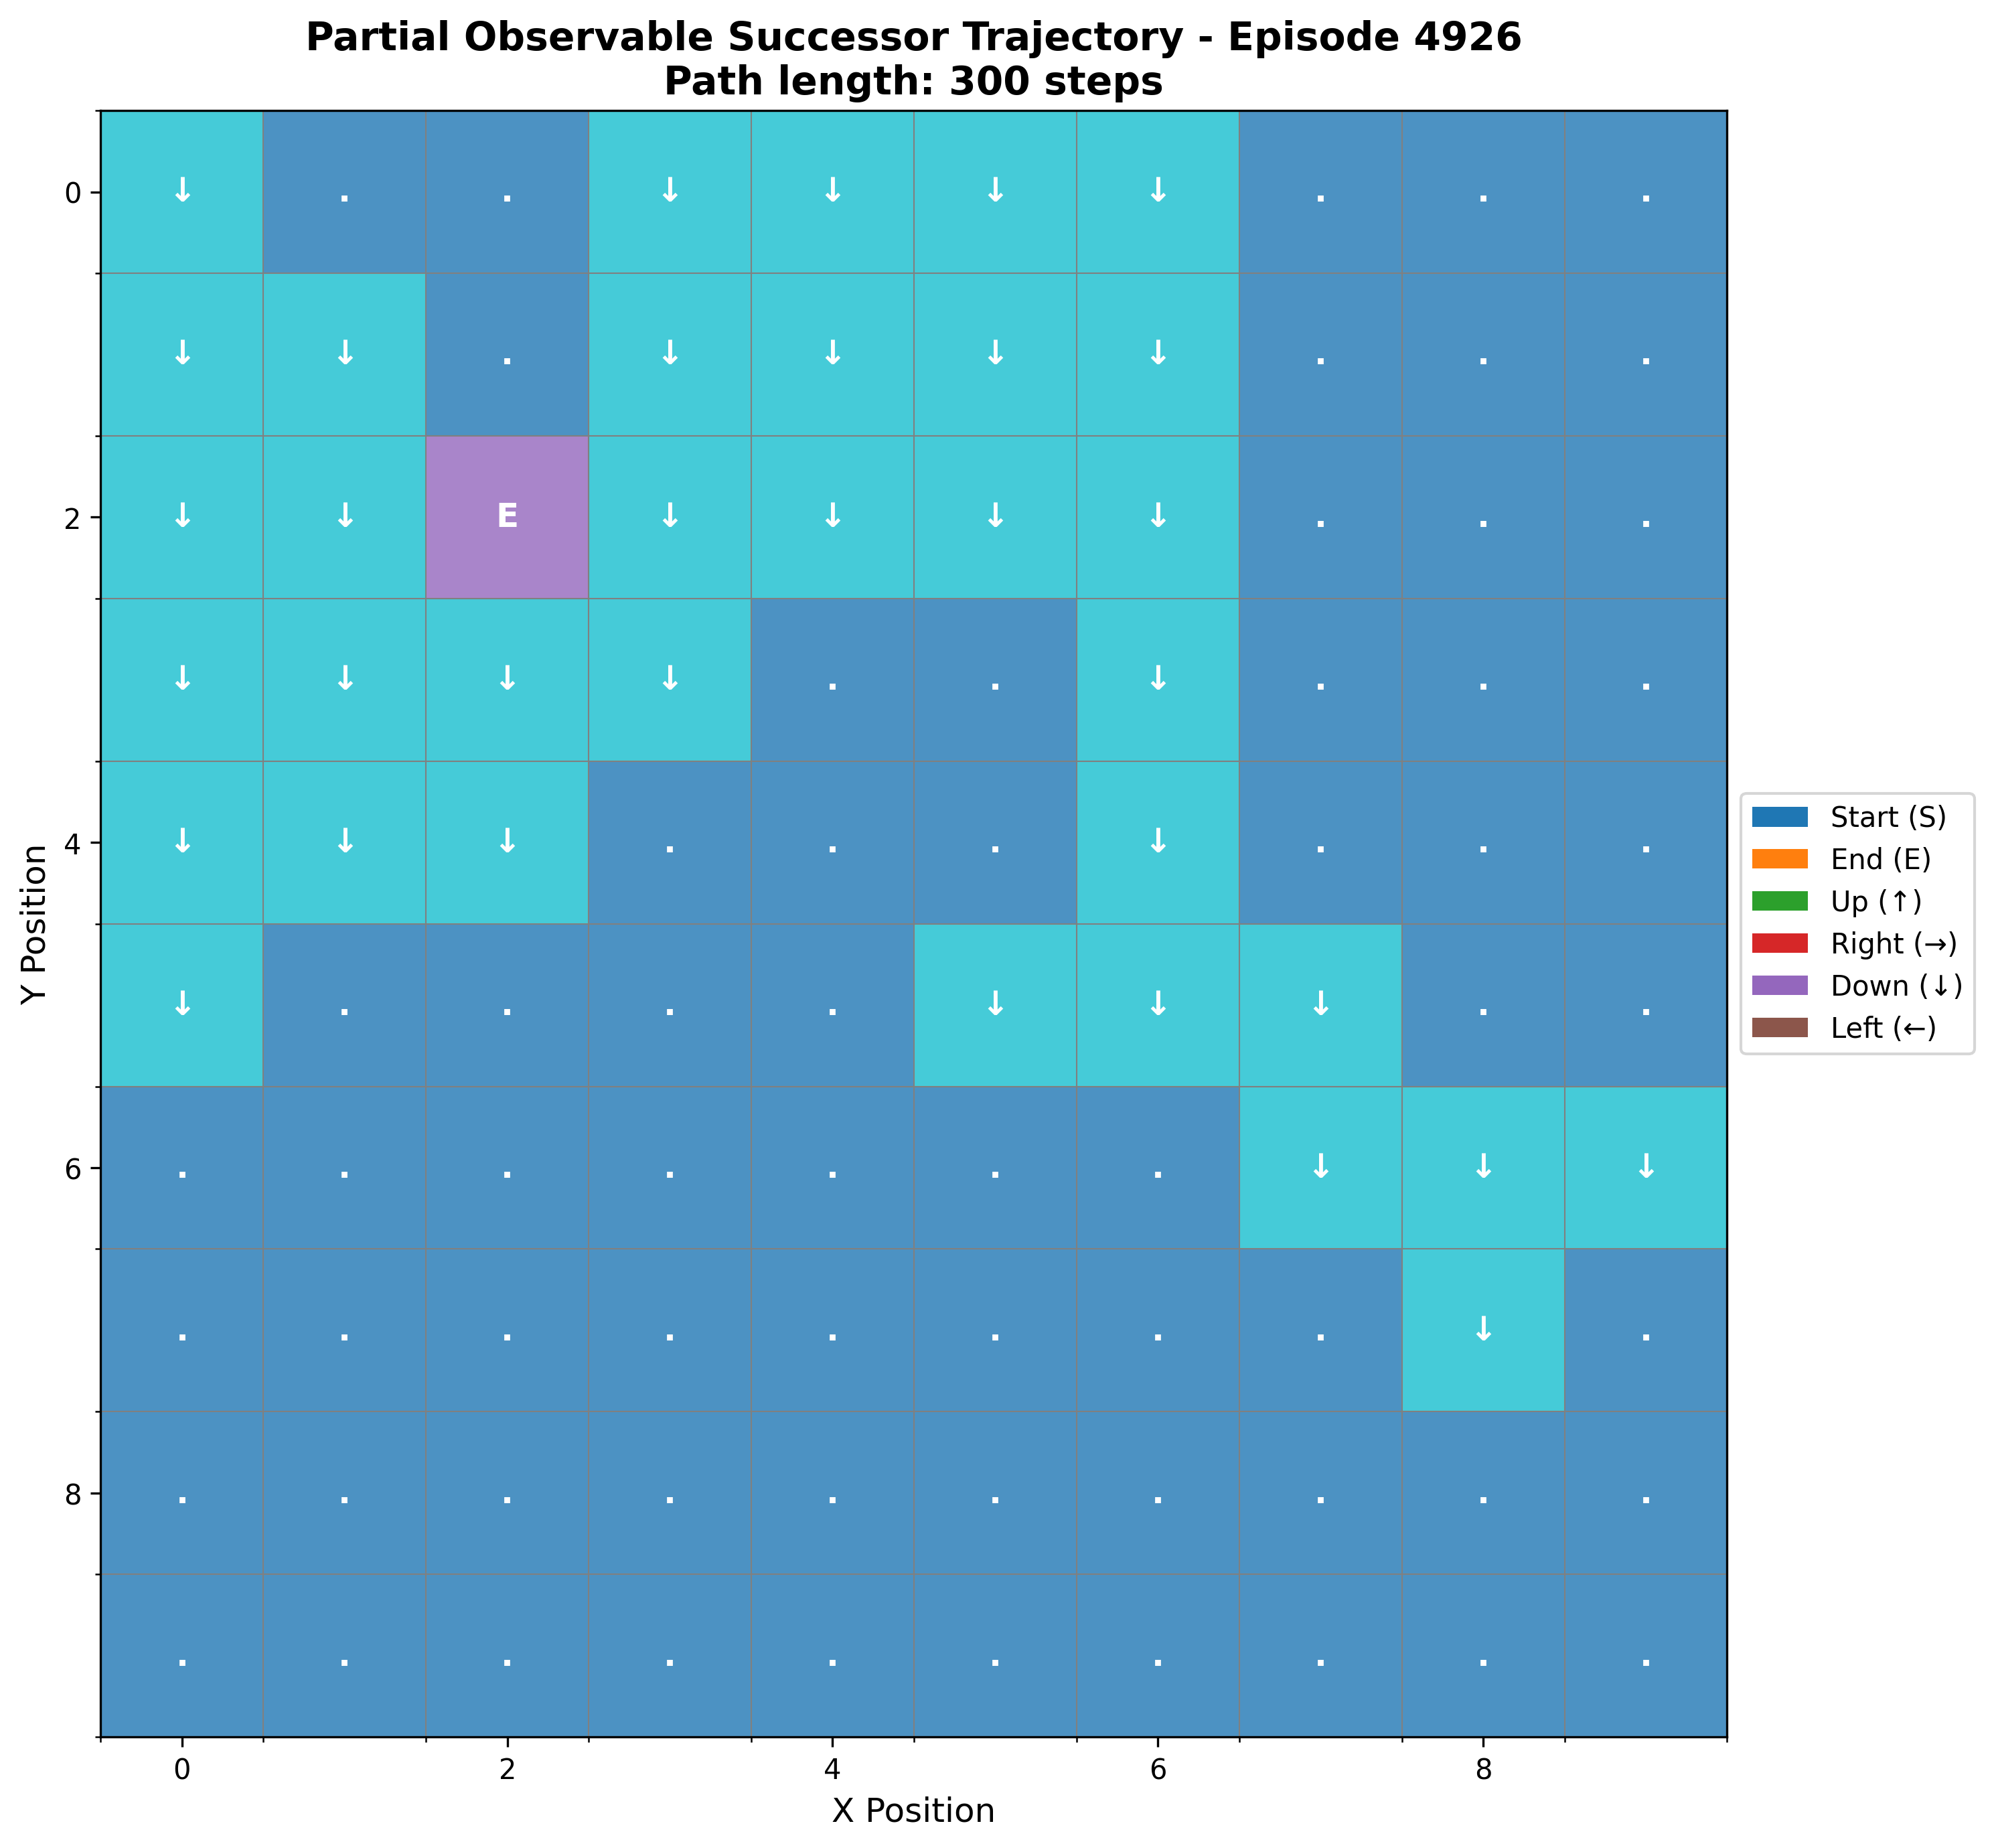 Partial Observable Successor Trajectory - Episode 4926
Path length: 300 steps
0 ↓ . . ↓ ↓ ↓ ↓ . . .
↓ ↓ . ↓ ↓ ↓ ↓ . . .
2 ↓ ↓ E ↓ ↓ ↓ ↓ . . .
↓ ↓ ↓ ↓ . . ↓ . . .
4 ↓ ↓ ↓ . . . ↓ . . .
↓ . . . . ↓ ↓ ↓ . .
6 . . . . . . . ↓ ↓ ↓
. . . . . . . . ↓ .
8 . . . . . . . . . .
. . . . . . . . . .
0 2 4 6 8
X Position
Y Position
Start (S)
End (E)
Up (↑)
Right (→)
Down (↓)
Left (←)